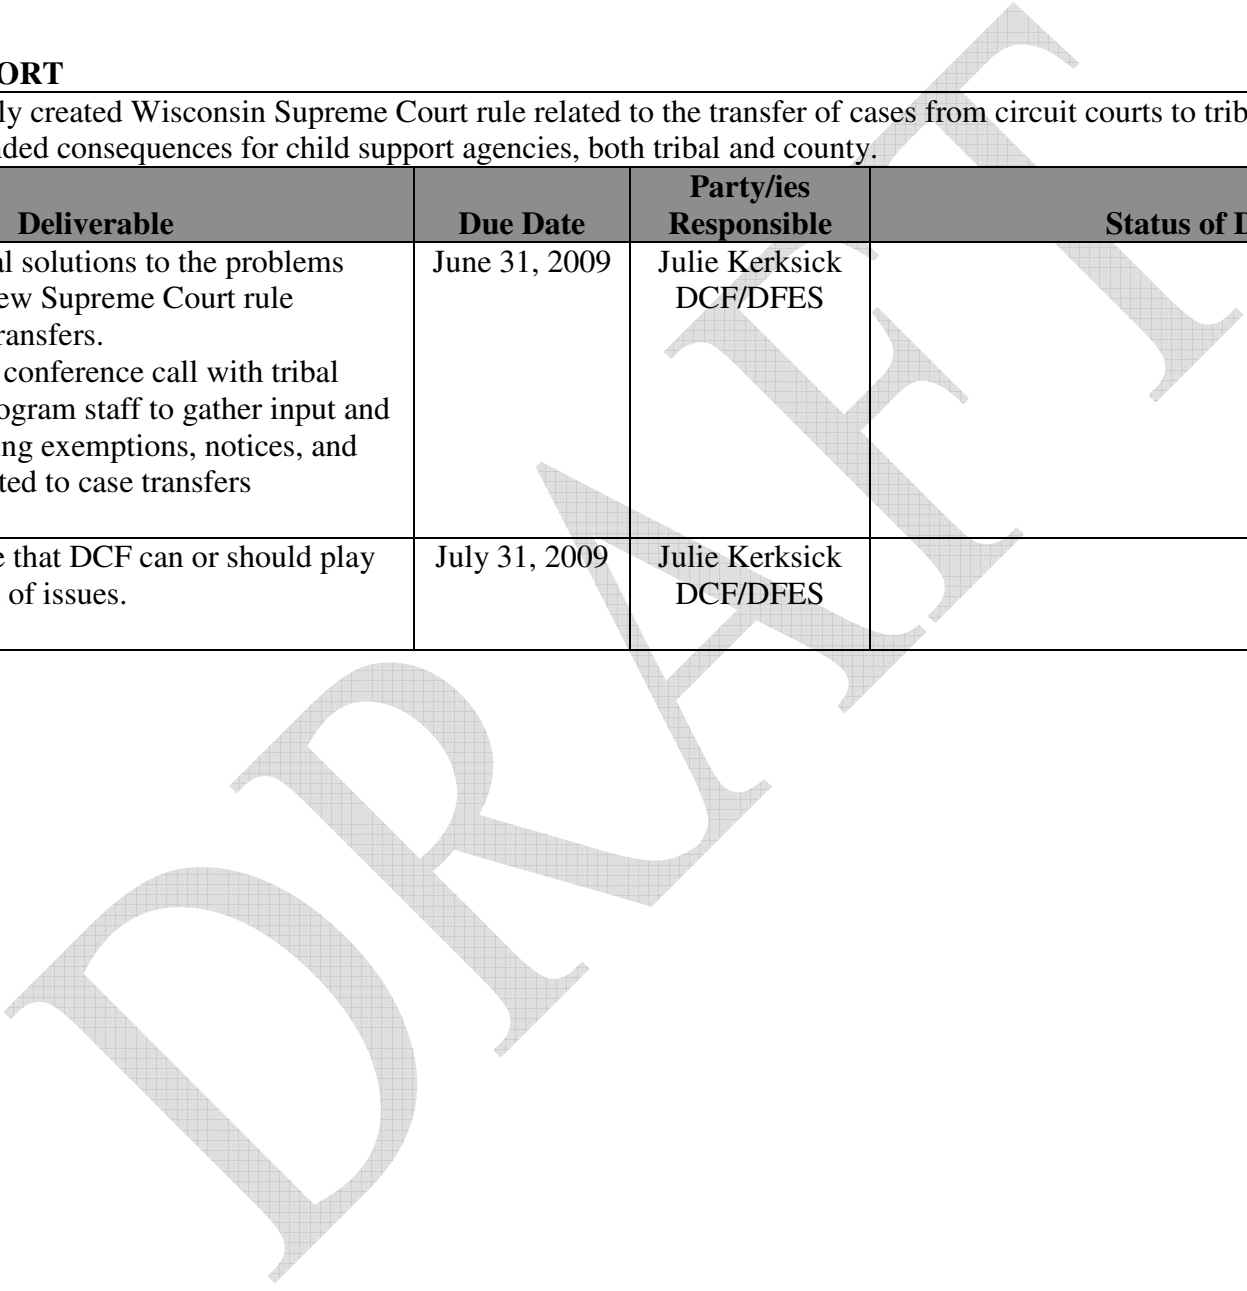 ORT
ly created Wisconsin Supreme Court rule related to the transfer of cases from circuit courts to trib
nded consequences for child support agencies, both tribal and county.
Deliverable
Due Date
Party/ies
Responsible
Status of D
al solutions to the problems
ew Supreme Court rule
ransfers.
conference call with tribal
ogram staff to gather input and
ng exemptions, notices, and
ted to case transfers
June 31, 2009
Julie Kerksick
DCF/DFES
e that DCF can or should play
of issues.
July 31, 2009
Julie Kerksick
DCF/DFES
DRAFT